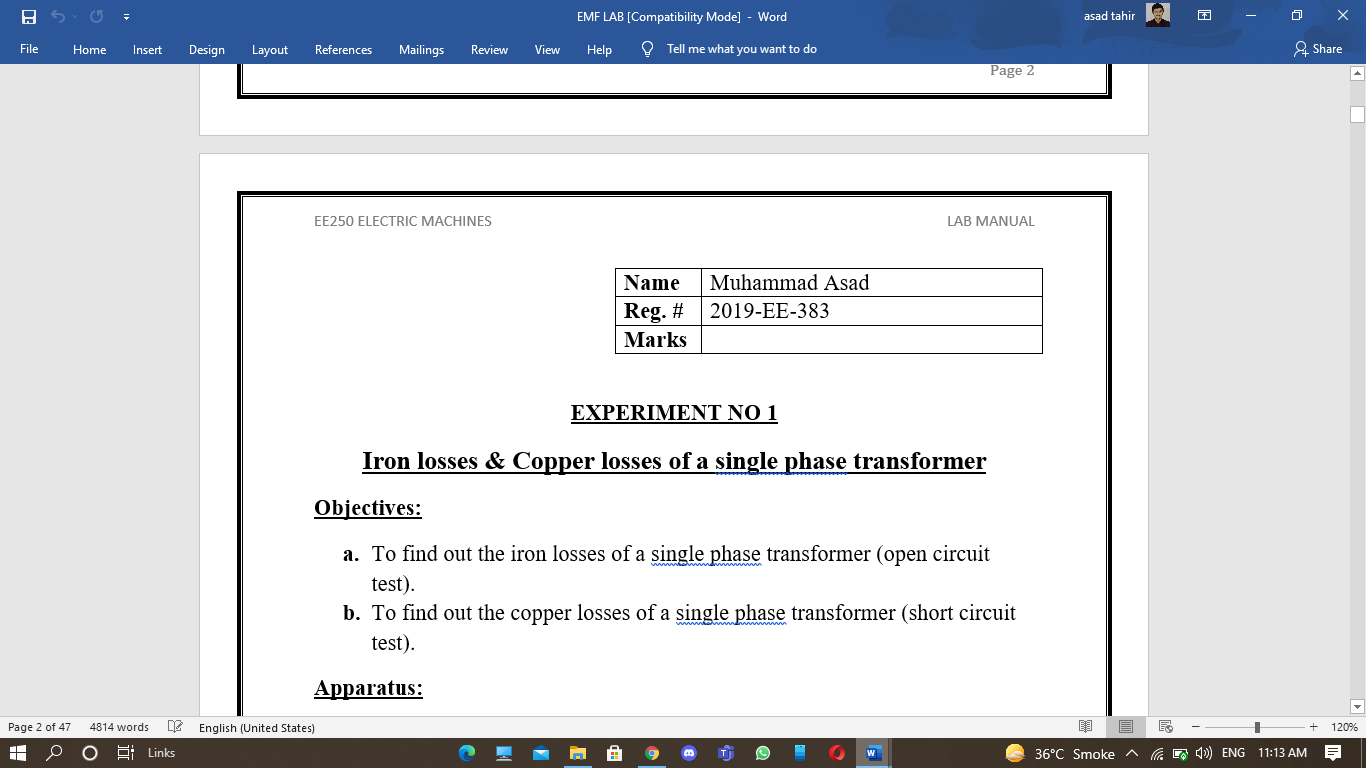 EMF LAB [Compatibility Mode] - Word
asad tahir
File Home Insert Design Layout References Mailings Review View Help Tell me what you want to do Share
Page 2
EE250 ELECTRIC MACHINES LAB MANUAL
Name Muhammad Asad
Reg. # 2019-EE-383
Marks
EXPERIMENT NO 1
Iron losses & Copper losses of a single phase transformer
Objectives:
a. To find out the iron losses of a single phase transformer (open circuit
test).
b. To find out the copper losses of a single phase transformer (short circuit
test).
Apparatus:
Page 2 of 47 4814 words English (United States) 120%
Links 36°C Smoke ENG 11:13 AM